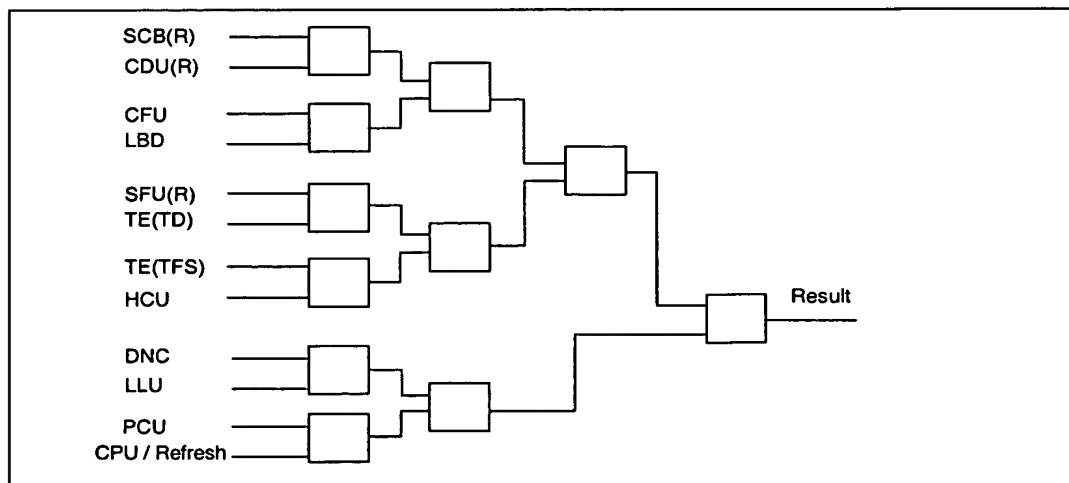 SCB(R)
CDU(R)
CFU
LBD
SFU(R)
TE(TD)
TE(TFS)
HCU
Result
DNC
LLU
PCU
CPU / Refresh